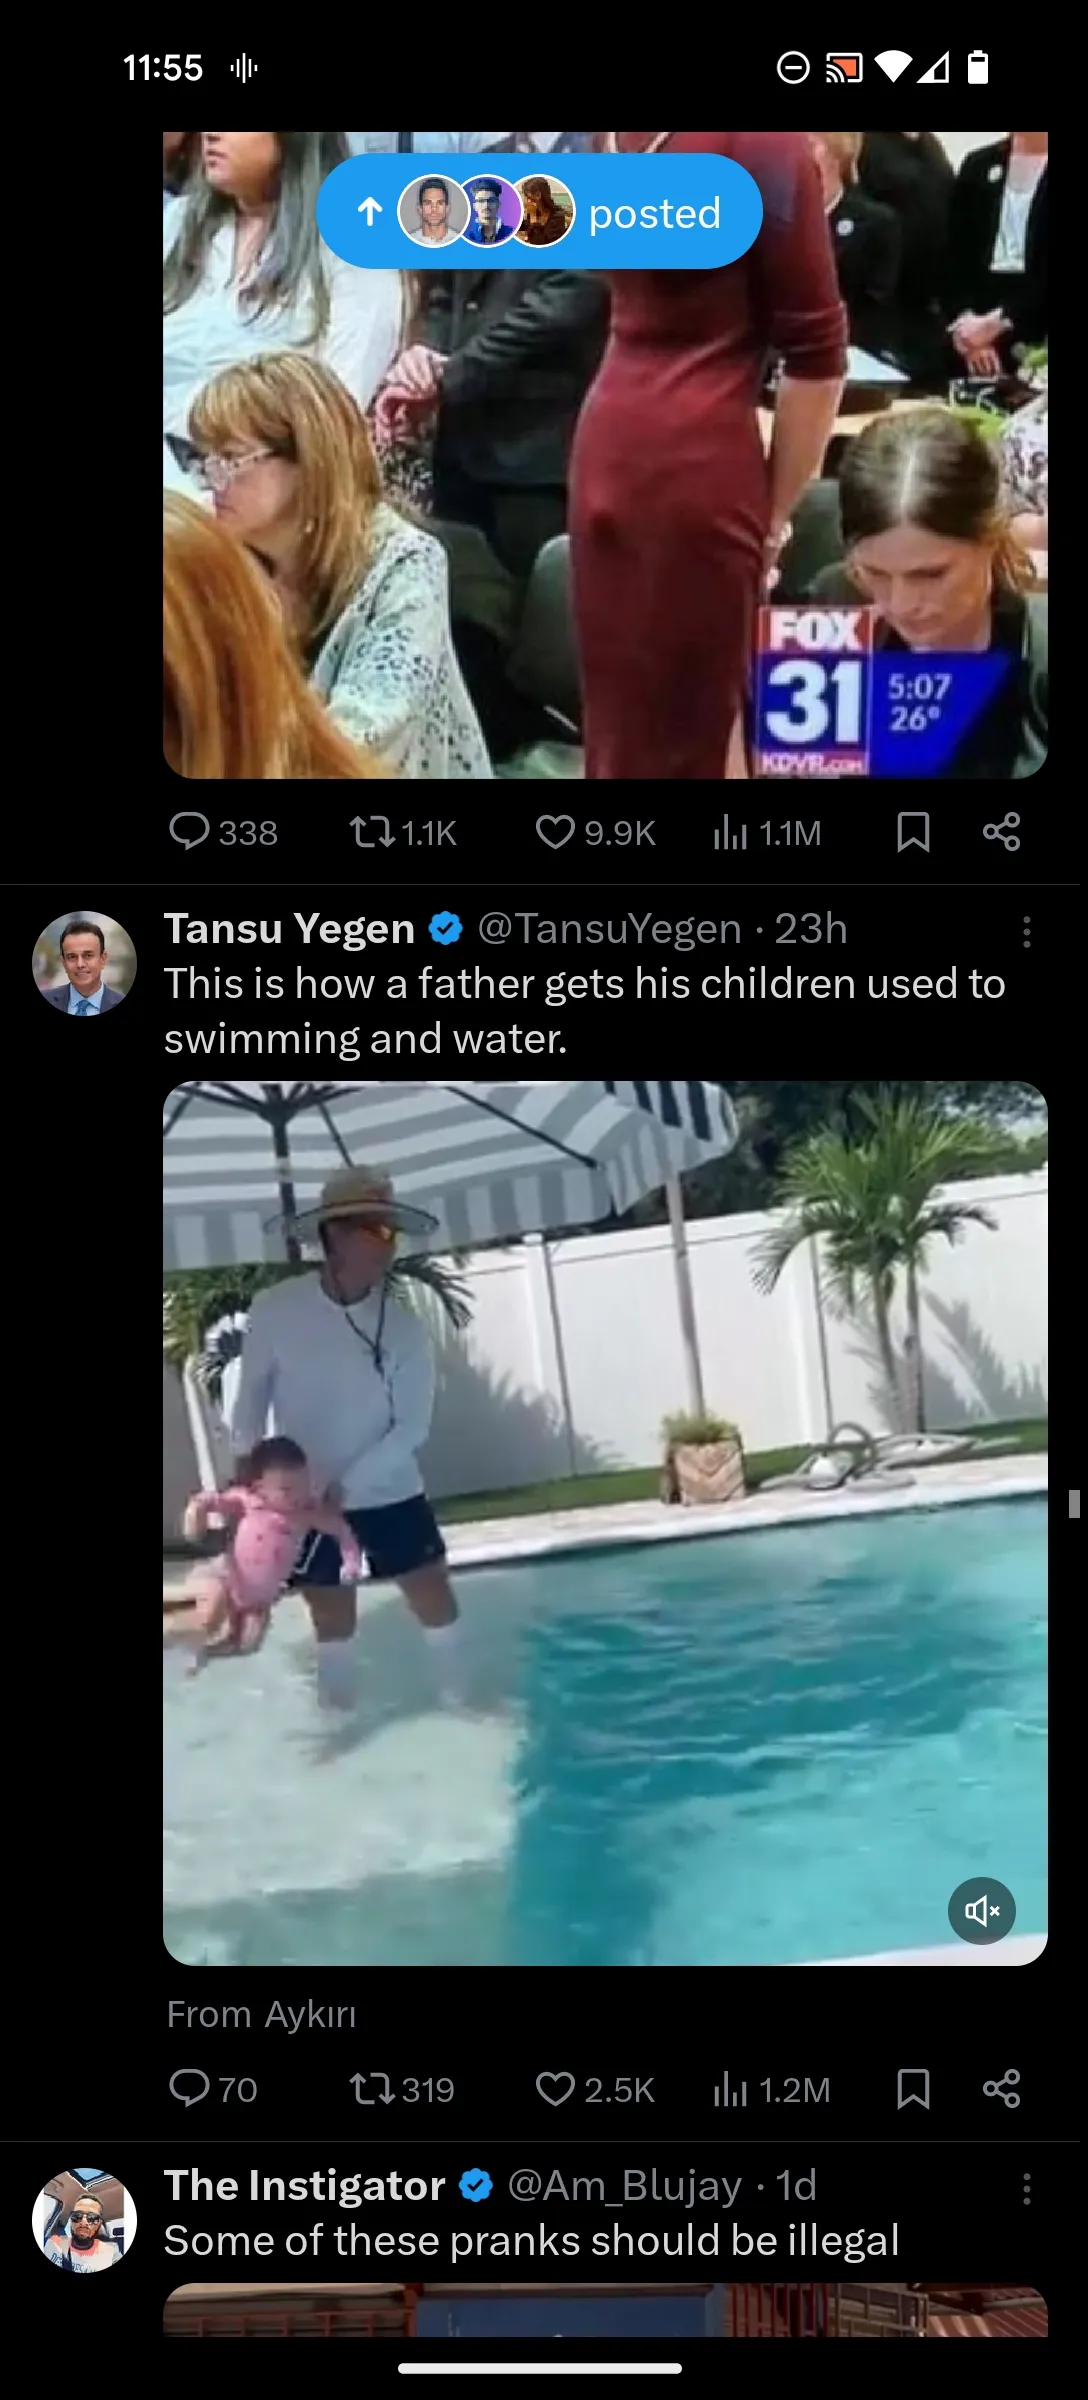 11:55
posted
FOX
31
5:07
26°
KDVR.COM
338 1.1K 9.9K 1.1M
Tansu Yegen @TansuYegen · 23h
This is how a father gets his children used to
swimming and water.
From Aykırı
70 319 2.5K 1.2M
The Instigator @Am_Blujay · 1d
Some of these pranks should be illegal